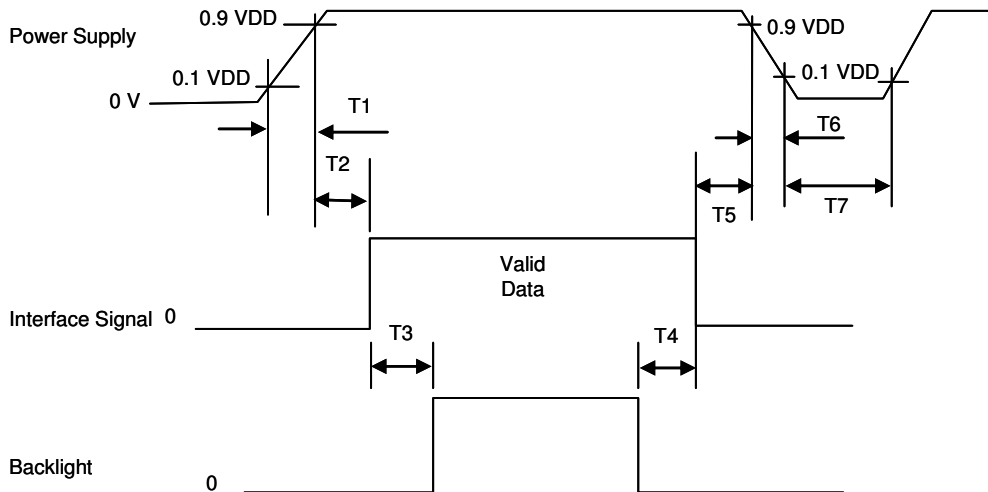 0.9 VDD
Power Supply
0.9 VDD
0.1 VDD
0.1 VDD
0 V
T1
T6
T2
T5
T7
Valid
Data
Interface Signal 0
T3
T4
Backlight
0